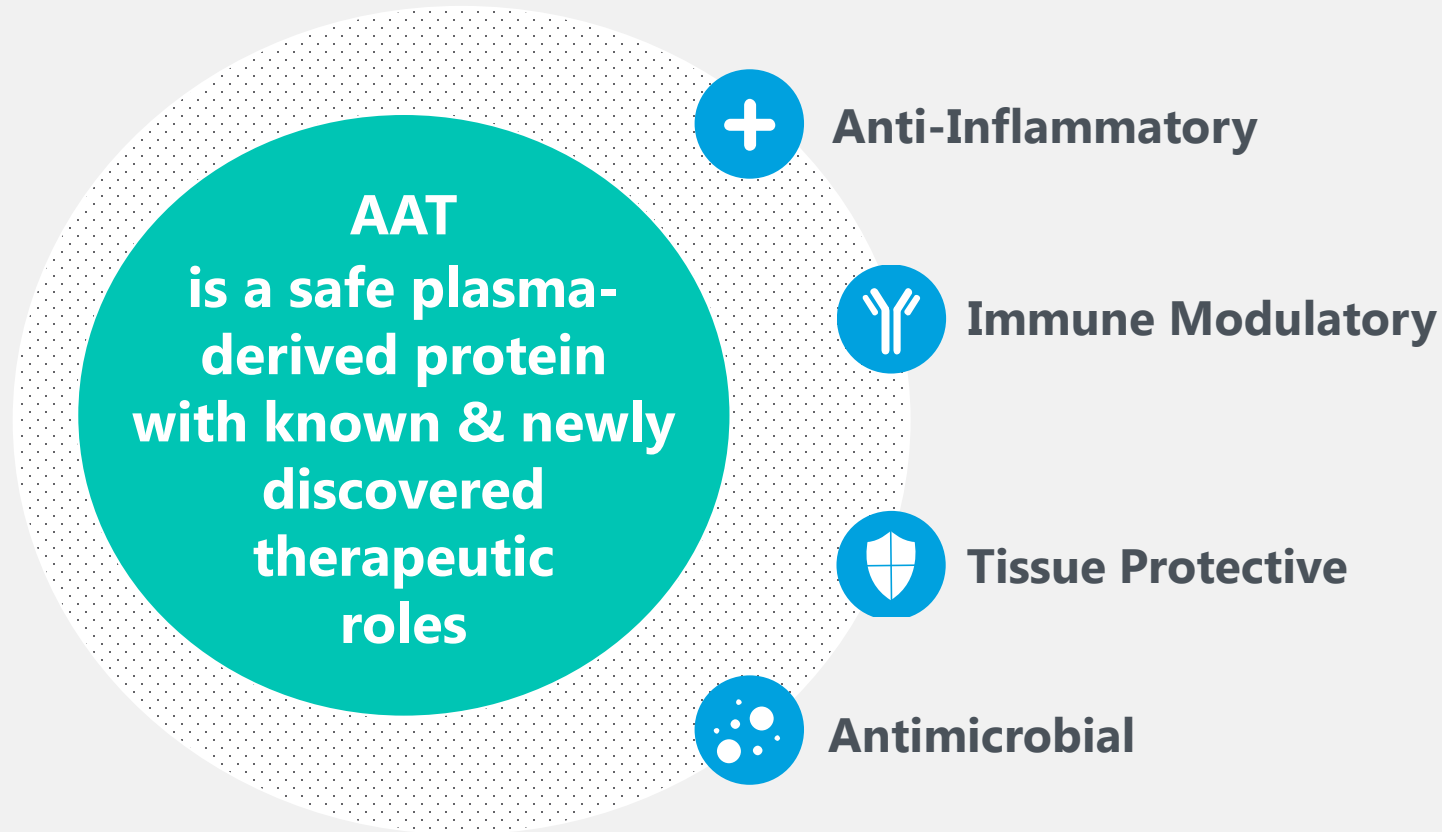 AAT
is a safe plasma-
derived protein
with known & newly
discovered
therapeutic
roles
Anti-Inflammatory
Immune Modulatory
Tissue Protective
Antimicrobial